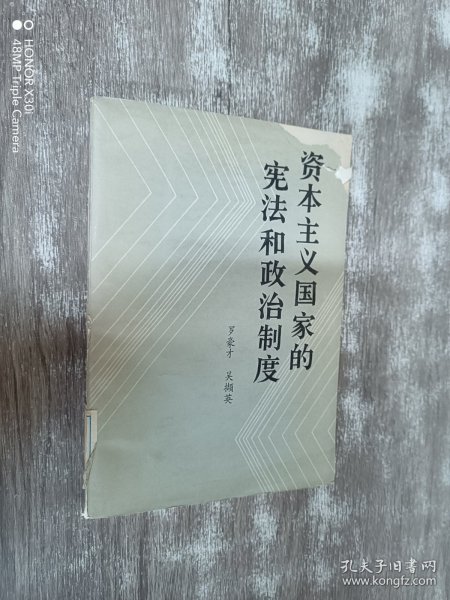 资本主义国家的
宪法和政治制度
罗豪才 吴撷英
HONOR X30i
48MP Triple Camera
孔夫子旧书网
www.kongfz.com